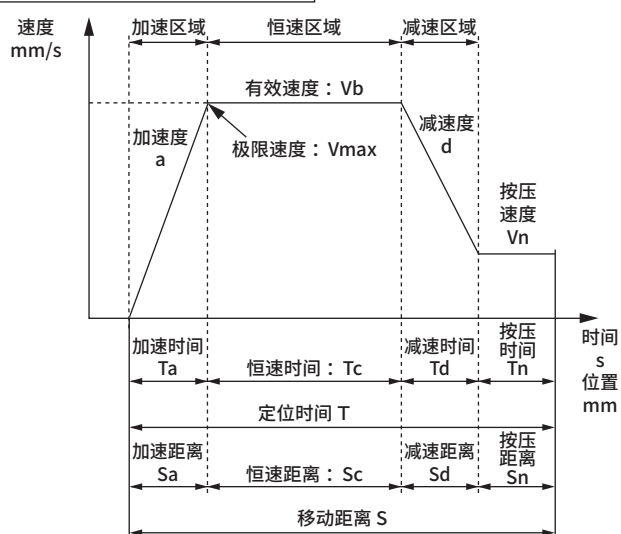 速度
mm/s
加速区域
恒速区域
减速区域
有效速度：Vb
加速度
a
极限速度：Vmax
减速度
d
按压
速度
Vn
时间
s
位置
mm
加速时间
Ta
恒速时间：Tc
减速时间
Td
按压
时间
Tn
定位时间 T
加速距离
Sa
恒速距离：Sc
减速距离
Sd
按压
距离
Sn
移动距离 S